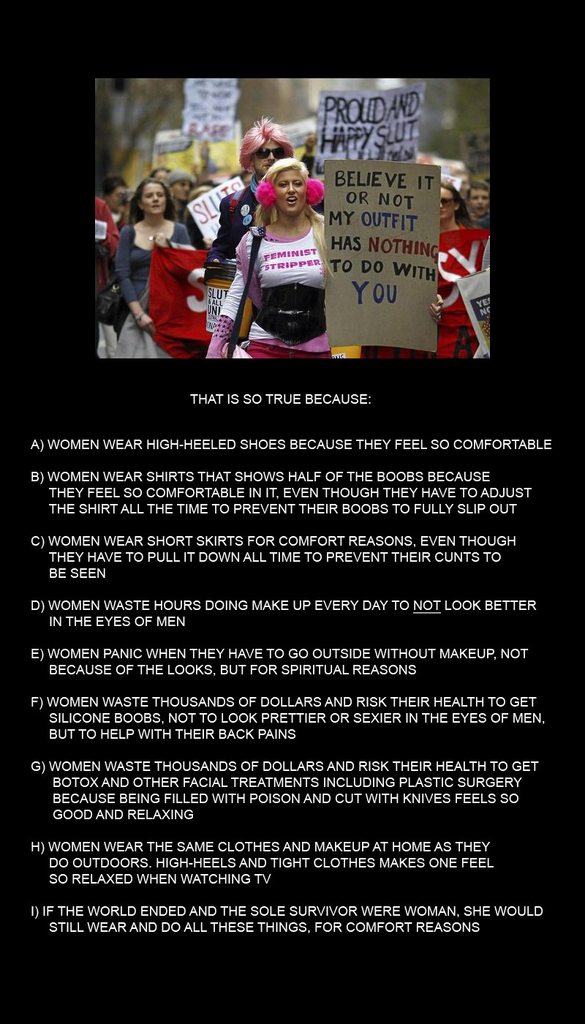 PROUD AND
HAPPY SLUT
SLUTS
BELIEVE IT
OR NOT
MY OUTFIT
HAS NOTHING
TO DO WITH
YOU
FEMINIST
STRIPPER
SLUT
THAT IS SO TRUE BECAUSE:
A) WOMEN WEAR HIGH-HEELED SHOES BECAUSE THEY FEEL SO COMFORTABLE
B) WOMEN WEAR SHIRTS THAT SHOWS HALF OF THE BOOBS BECAUSE
THEY FEEL SO COMFORTABLE IN IT, EVEN THOUGH THEY HAVE TO ADJUST
THE SHIRT ALL THE TIME TO PREVENT THEIR BOOBS TO FULLY SLIP OUT
C) WOMEN WEAR SHORT SKIRTS FOR COMFORT REASONS, EVEN THOUGH
THEY HAVE TO PULL IT DOWN ALL TIME TO PREVENT THEIR CUNTS TO
BE SEEN
D) WOMEN WASTE HOURS DOING MAKE UP EVERY DAY TO NOT LOOK BETTER
IN THE EYES OF MEN
E) WOMEN PANIC WHEN THEY HAVE TO GO OUTSIDE WITHOUT MAKEUP, NOT
BECAUSE OF THE LOOKS, BUT FOR SPIRITUAL REASONS
F) WOMEN WASTE THOUSANDS OF DOLLARS AND RISK THEIR HEALTH TO GET
SILICONE BOOBS, NOT TO LOOK PRETTIER OR SEXIER IN THE EYES OF MEN,
BUT TO HELP WITH THEIR BACK PAINS
G) WOMEN WASTE THOUSANDS OF DOLLARS AND RISK THEIR HEALTH TO GET
BOTOX AND OTHER FACIAL TREATMENTS INCLUDING PLASTIC SURGERY
BECAUSE BEING FILLED WITH POISON AND CUT WITH KNIVES FEELS SO
GOOD AND RELAXING
H) WOMEN WEAR THE SAME CLOTHES AND MAKEUP AT HOME AS THEY
DO OUTDOORS. HIGH-HEELS AND TIGHT CLOTHES MAKES ONE FEEL
SO RELAXED WHEN WATCHING TV
I) IF THE WORLD ENDED AND THE SOLE SURVIVOR WERE WOMAN, SHE WOULD
STILL WEAR AND DO ALL THESE THINGS, FOR COMFORT REASONS